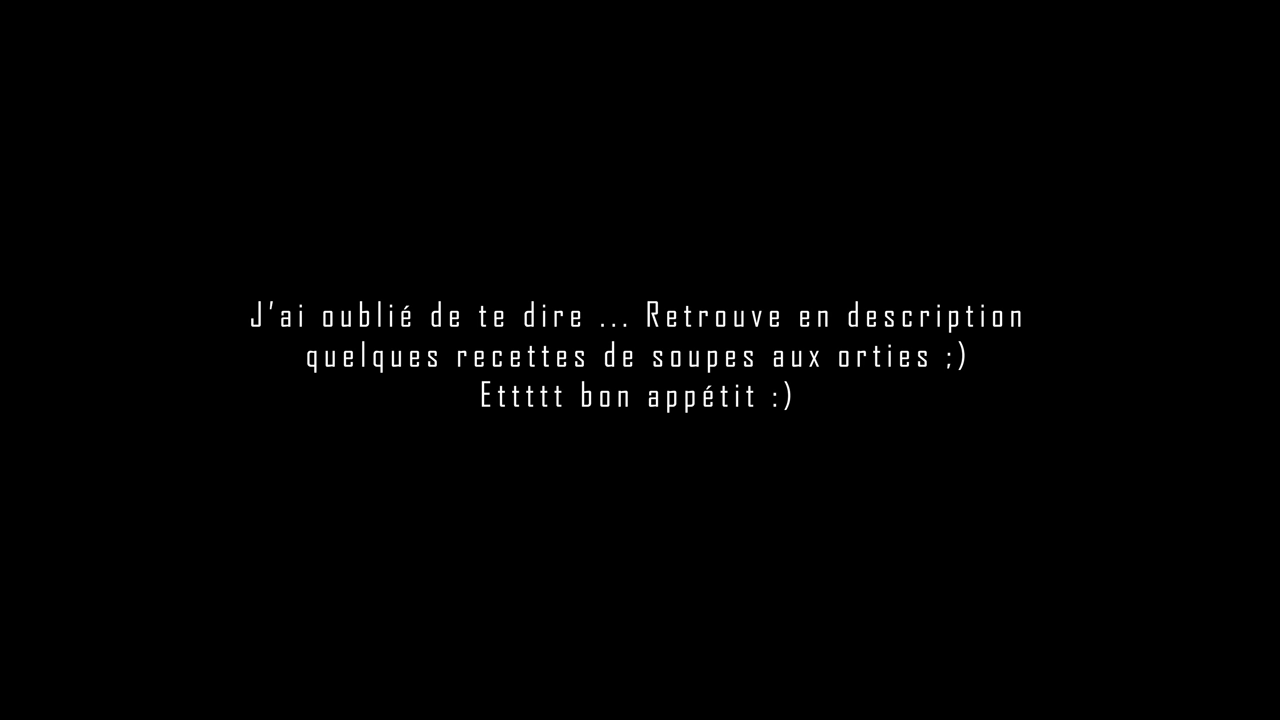 J'ai oublié de te dire ... Retrouve en description
quelques recettes de soupes aux orties ;)
Ettttt bon appétit :)